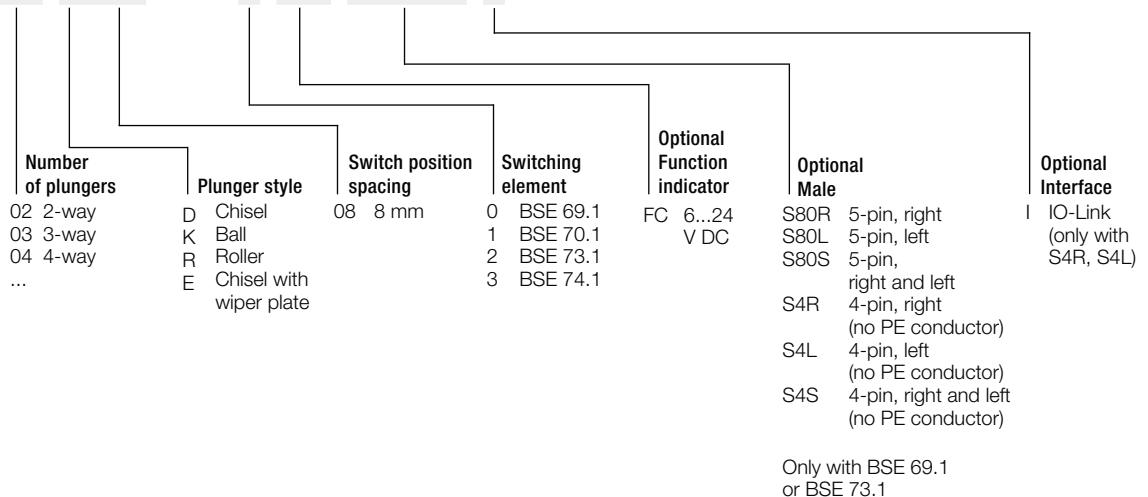 Number
of plungers
02 2-way
03 3-way
04 4-way
...
Plunger style
D Chisel
K Ball
R Roller
E Chisel with
wiper plate
Switch position
spacing
08 8 mm
Switching
element
0 BSE 69.1
1 BSE 70.1
2 BSE 73.1
3 BSE 74.1
Optional
Function
indicator
FC 6...24
V DC
Optional
Male
S80R 5-pin, right
S80L 5-pin, left
S80S 5-pin,
right and left
S4R 4-pin, right
(no PE conductor)
S4L 4-pin, left
(no PE conductor)
S4S 4-pin, right and left
(no PE conductor)
Only with BSE 69.1
or BSE 73.1
Optional
Interface
I IO-Link
(only with
S4R, S4L)